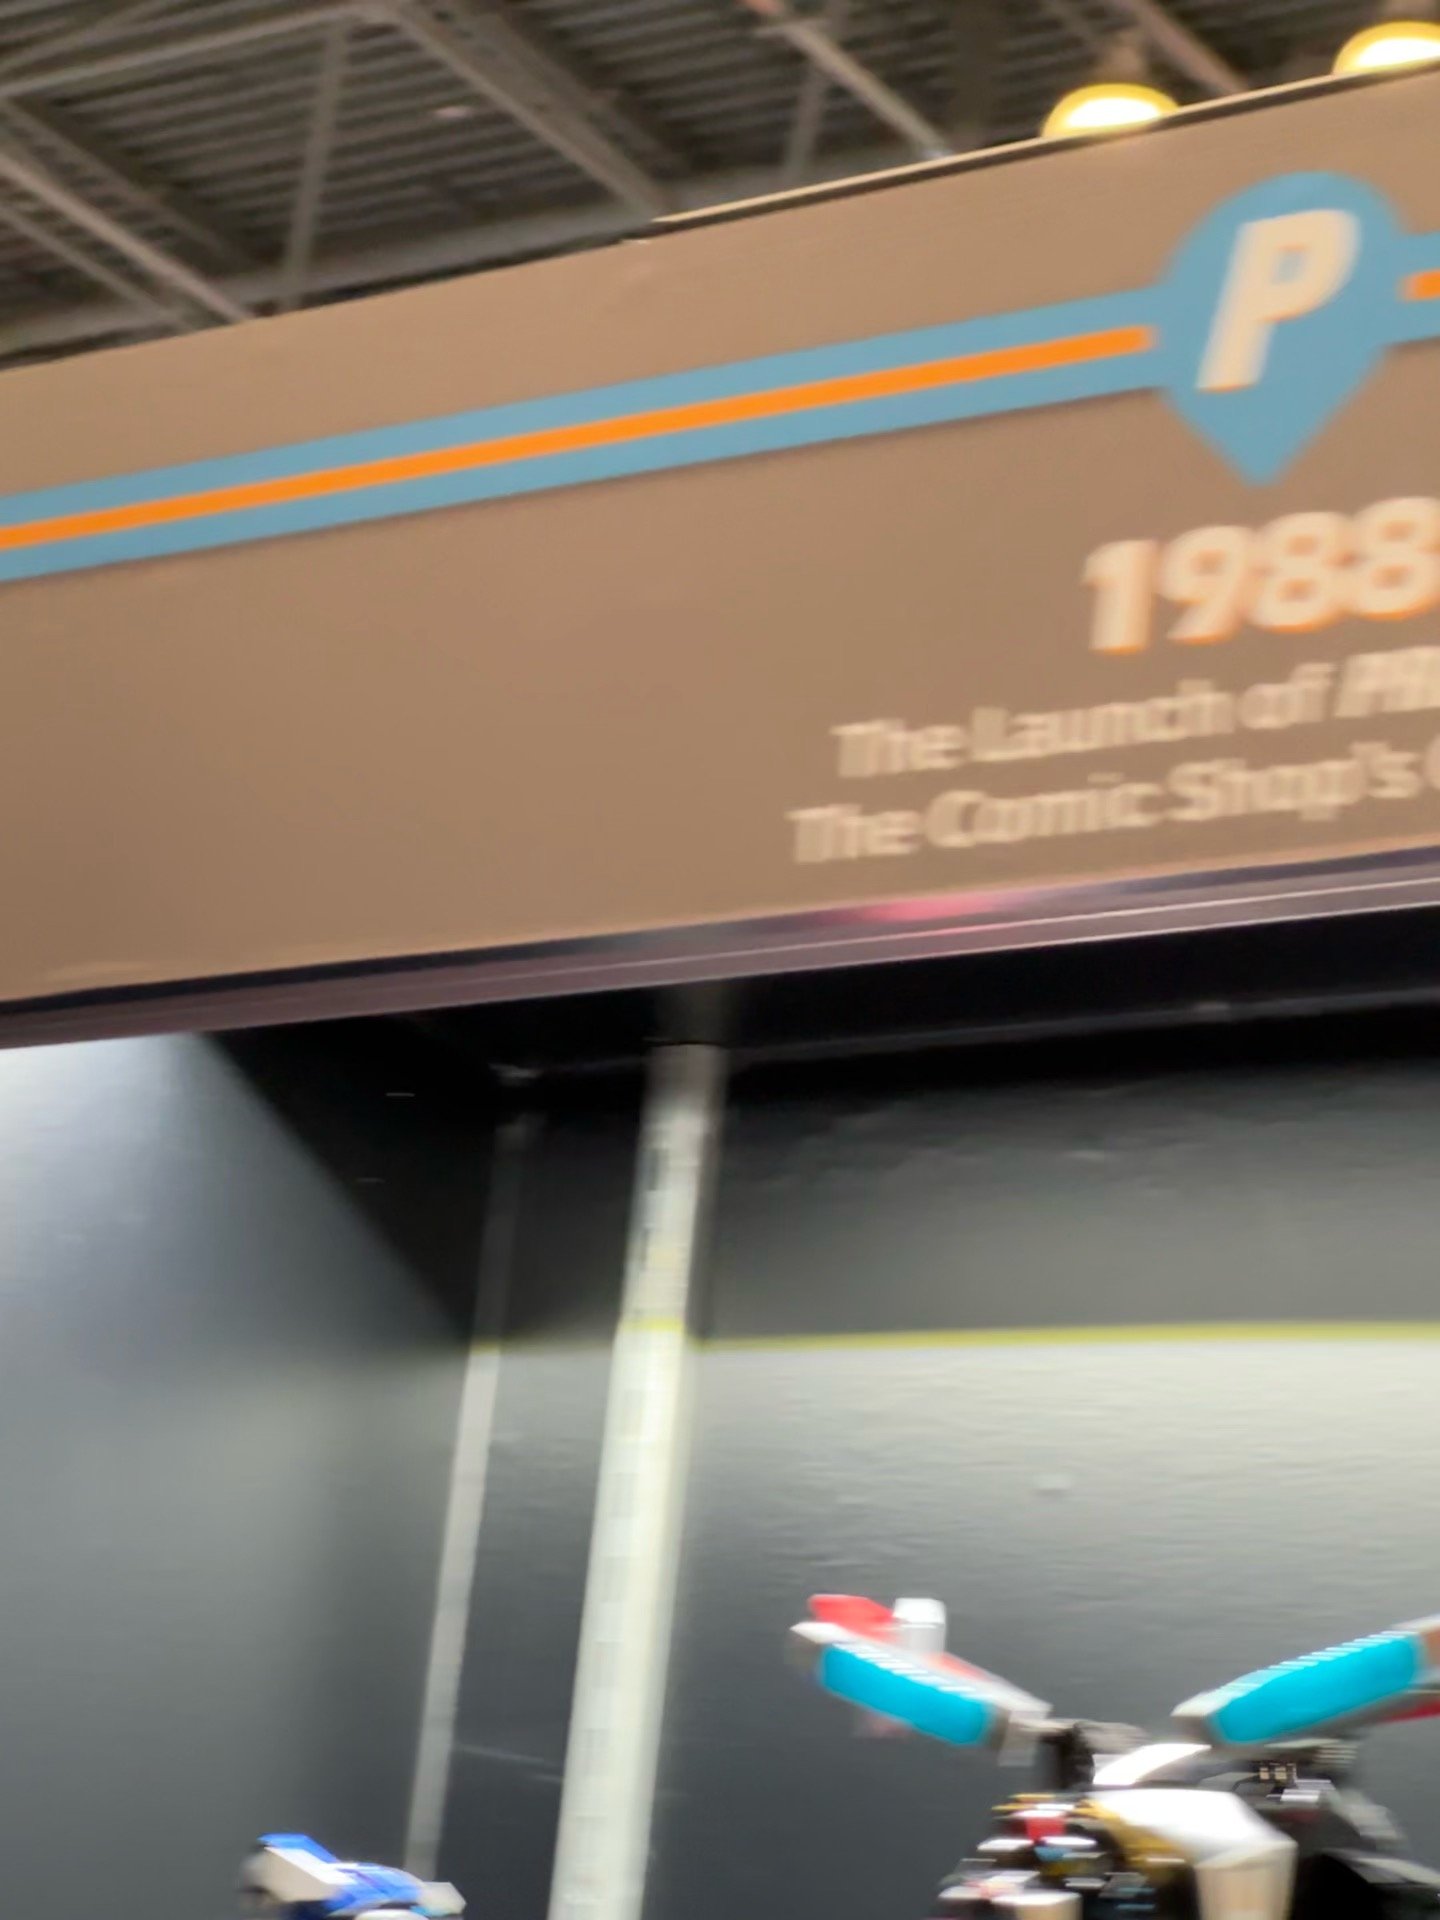 P
1988
The Launch of
The Comic Shop's